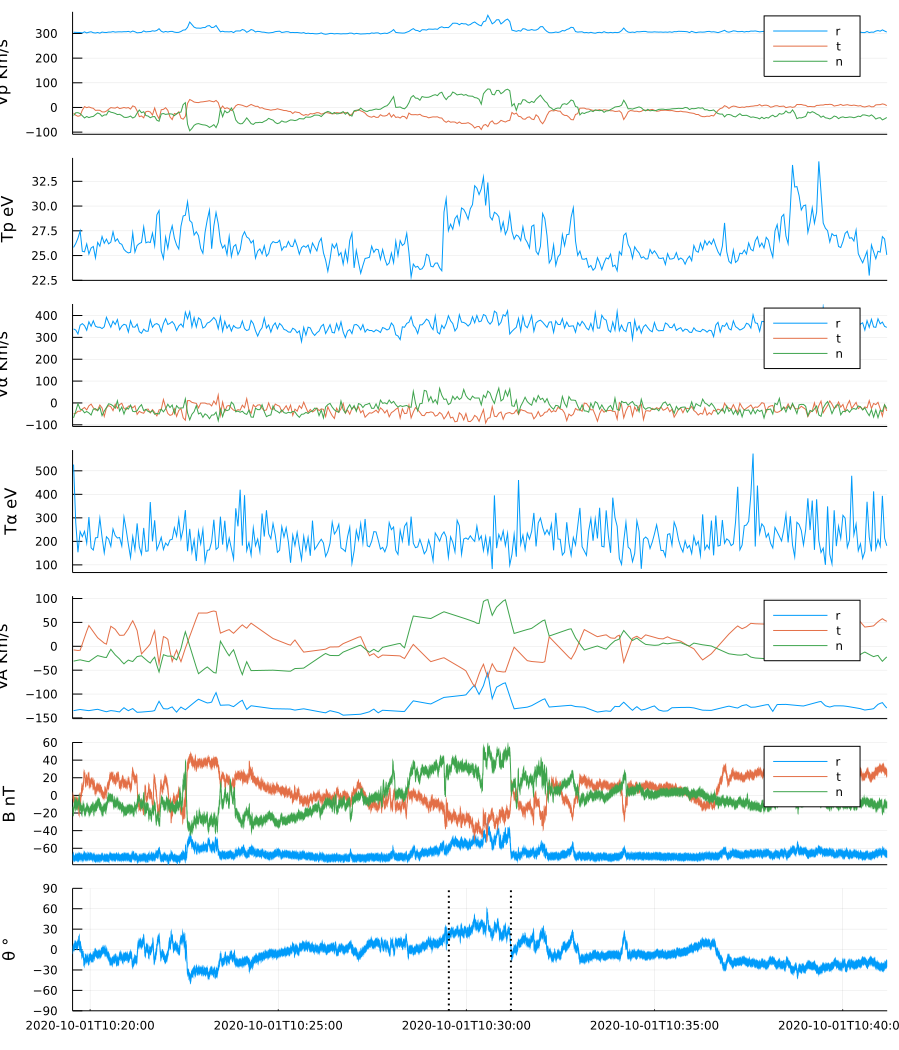 Vp Km/s
300
200
100
0
−100
r
t
n
Tp eV
32.5
30.0
27.5
25.0
22.5
Vα Km/s
400
300
200
100
0
−100
r
t
n
Tα eV
500
400
300
200
100
VA Km/s
100
50
0
−50
−100
−150
r
t
n
B nT
60
40
20
0
−20
−40
−60
r
t
n
θ °
90
60
30
0
−30
−60
−90
2020-10-01T10:20:00 2020-10-01T10:25:00 2020-10-01T10:30:00 2020-10-01T10:35:00 2020-10-01T10:40:0